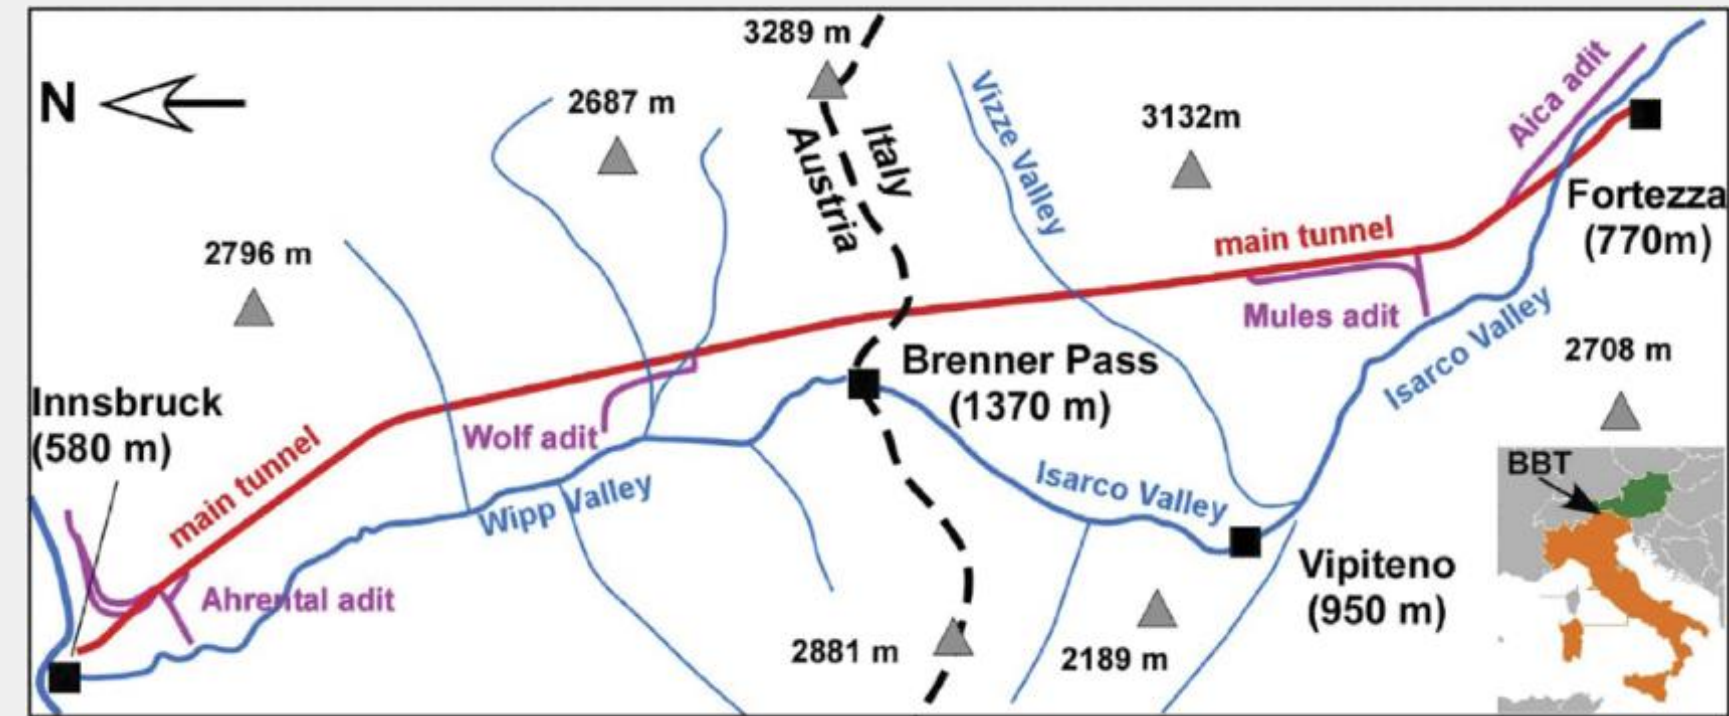 3289 m
N
2687 m
3132m
Aica adit
Vizze Valley
Italy
Austria
Fortezza
(770m)
2796 m
main tunnel
Mules adit
Isarco Valley
2708 m
Brenner Pass
(1370 m)
Innsbruck
(580 m)
Wolf adit
main tunnel
Wipp Valley
Isarco Valley
BBT
Ahrental adit
Vipiteno
(950 m)
2881 m
2189 m